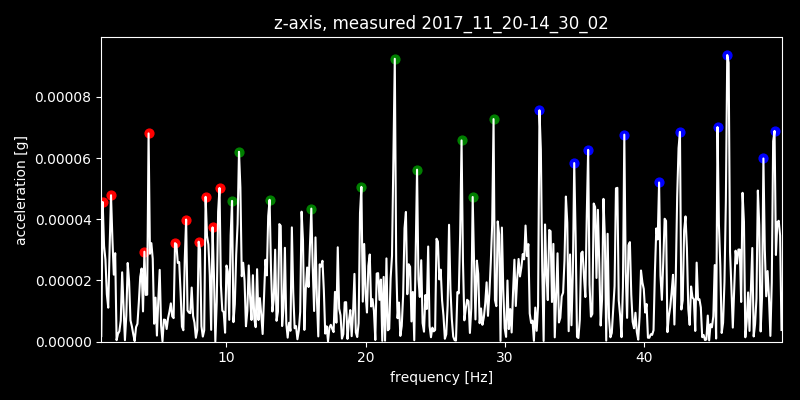 z-axis, measured 2017_11_20-14_30_02
acceleration [g]
0.00008
0.00006
0.00004
0.00002
0.00000
10 20 30 40
frequency [Hz]